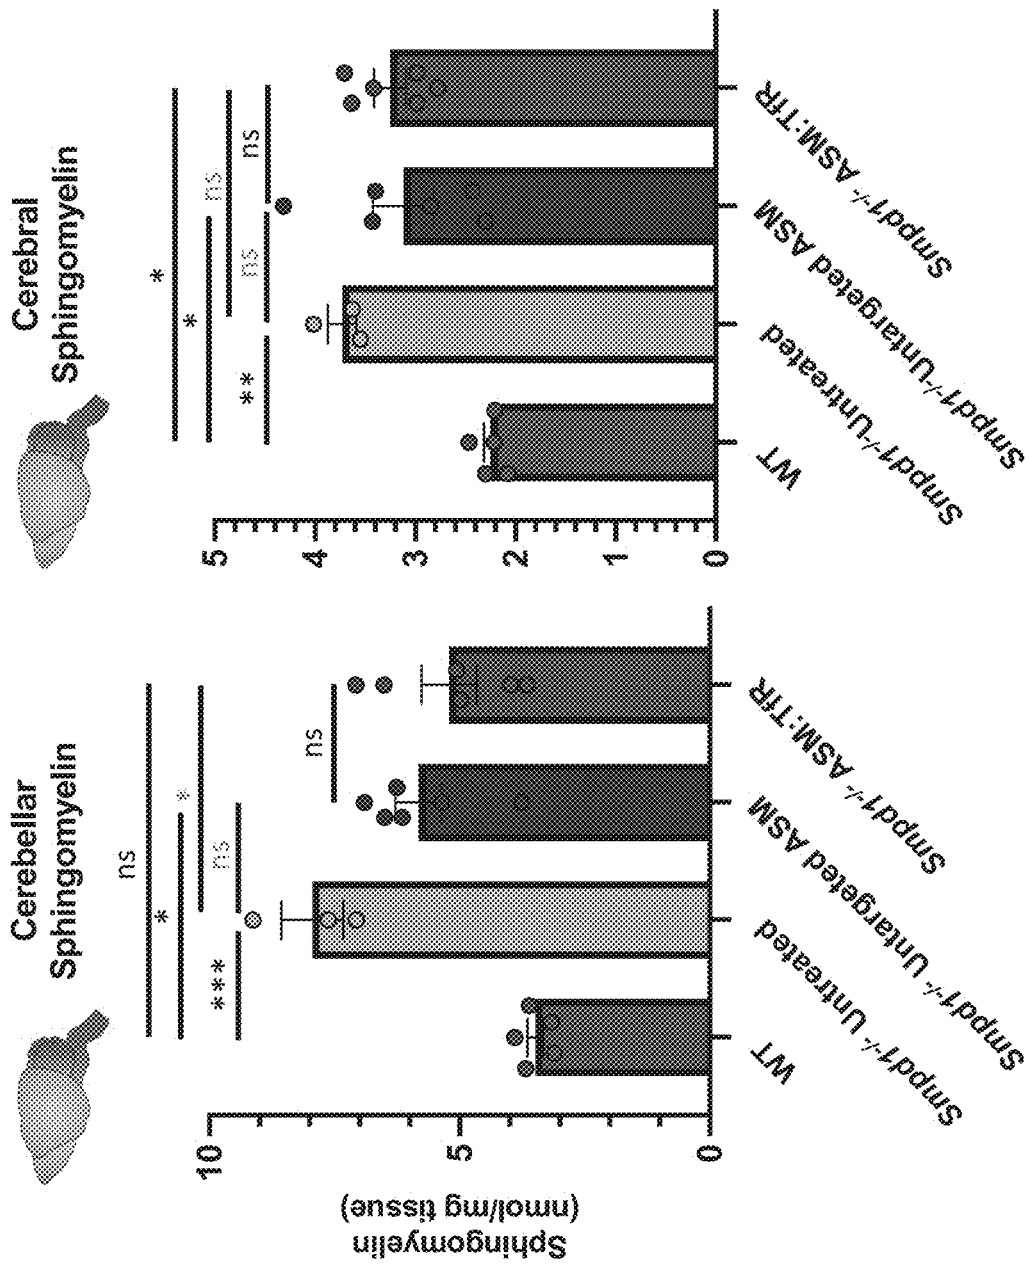 Cerebellar
Sphingomyelin
ns
*
*
***
ns
ns
Sphingomyelin
(nmol/mg tissue)
10
5
0
WT
Smpd1-/- Untreated
Smpd1-/- Untargeted ASM
Smpd1-/- ASM:TfR
Cerebral
Sphingomyelin
*
*
ns
**
ns
ns
5
4
3
2
1
0
WT
Smpd1-/- Untreated
Smpd1-/- Untargeted ASM
Smpd1-/- ASM:TfR